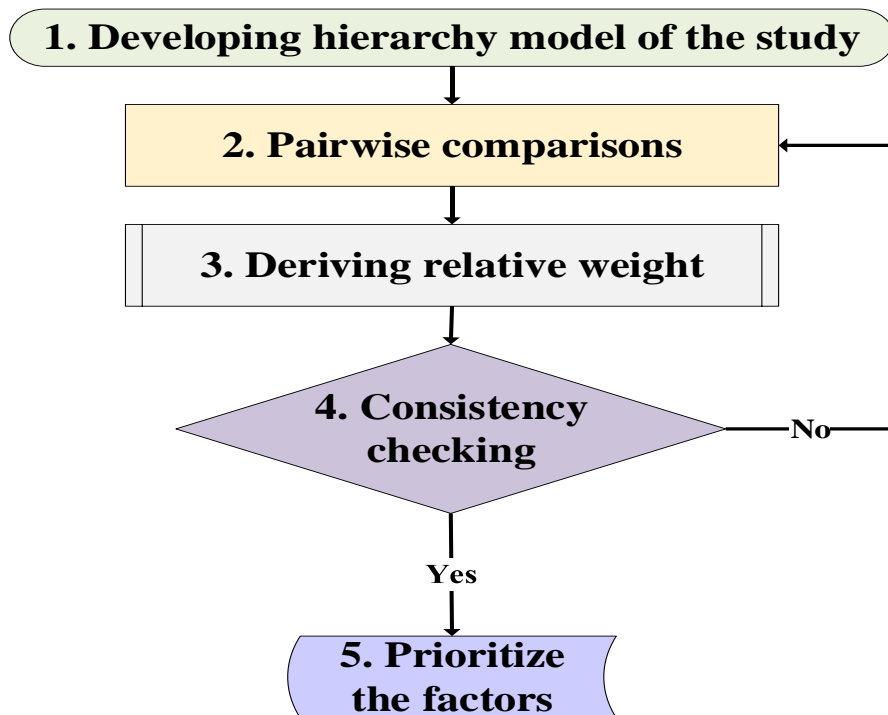 1. Developing hierarchy model of the study
2. Pairwise comparisons
3. Deriving relative weight
4. Consistency
checking
No
Yes
5. Prioritize
the factors